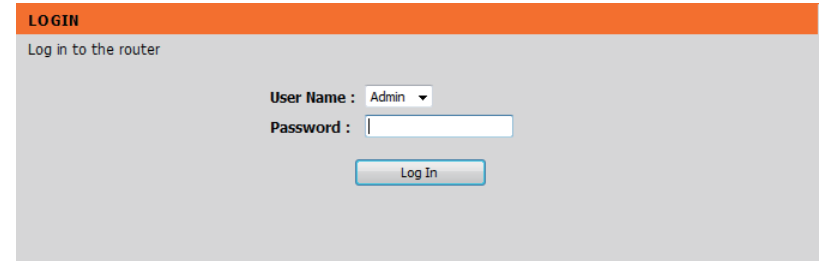 LOGIN
Log in to the router
User Name : Admin
Password :
Log In